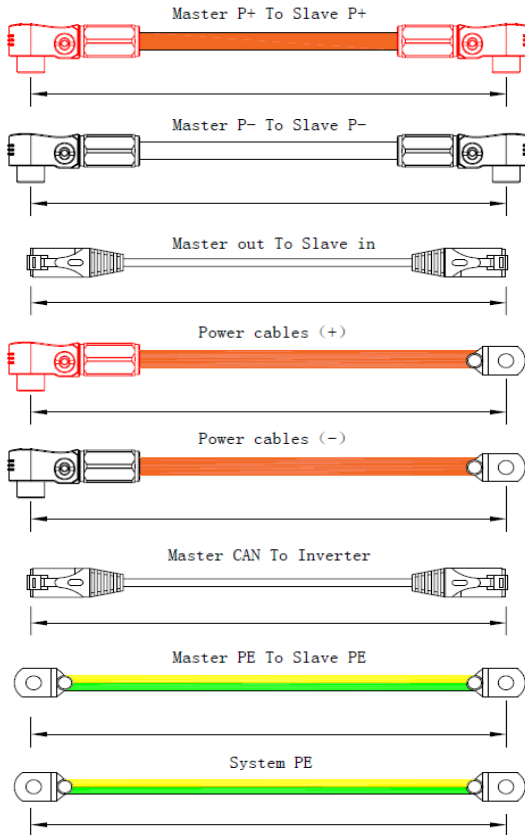 Master P+ To Slave P+
Master P- To Slave P-
Master out To Slave in
Power cables (+)
Power cables (-)
Master CAN To Inverter
Master PE To Slave PE
System PE